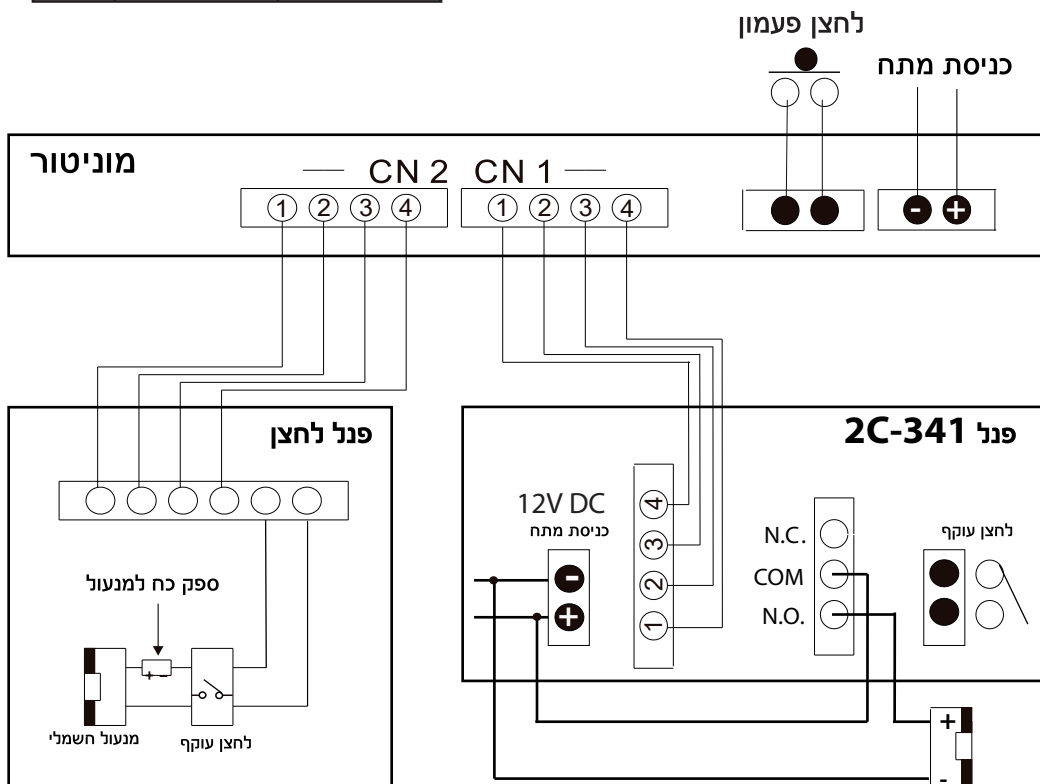 לחצן פעמון
כניסת מתח
מוניטור
CN 2 CN 1
1 2 3 4 1 2 3 4
- +
פנל לחצן
פנל 2C-341
12V DC
כניסת מתח
-
+
4
3
2
1
N.C.
COM
N.O.
לחצן עוקף
ספק כח למנעול
+ -
מנעול חשמלי
לחצן עוקף
+
-